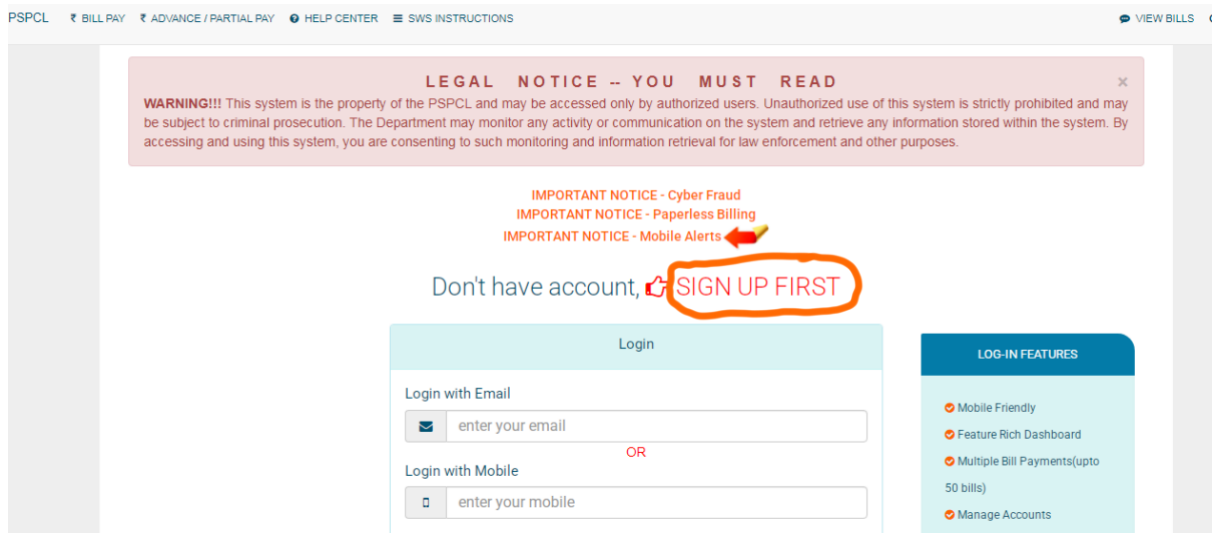 PSPCL ₹ BILL PAY ₹ ADVANCE / PARTIAL PAY HELP CENTER SWS INSTRUCTIONS VIEW BILLS
LEGAL NOTICE -- YOU MUST READ ×
WARNING!!! This system is the property of the PSPCL and may be accessed only by authorized users. Unauthorized use of this system is strictly prohibited and may
be subject to criminal prosecution. The Department may monitor any activity or communication on the system and retrieve any information stored within the system. By
accessing and using this system, you are consenting to such monitoring and information retrieval for law enforcement and other purposes.
IMPORTANT NOTICE - Cyber Fraud
IMPORTANT NOTICE - Paperless Billing
IMPORTANT NOTICE - Mobile Alerts
Don't have account, SIGN UP FIRST
Login
Login with Email
enter your email
OR
Login with Mobile
enter your mobile
LOG-IN FEATURES
Mobile Friendly
Feature Rich Dashboard
Multiple Bill Payments(upto
50 bills)
Manage Accounts